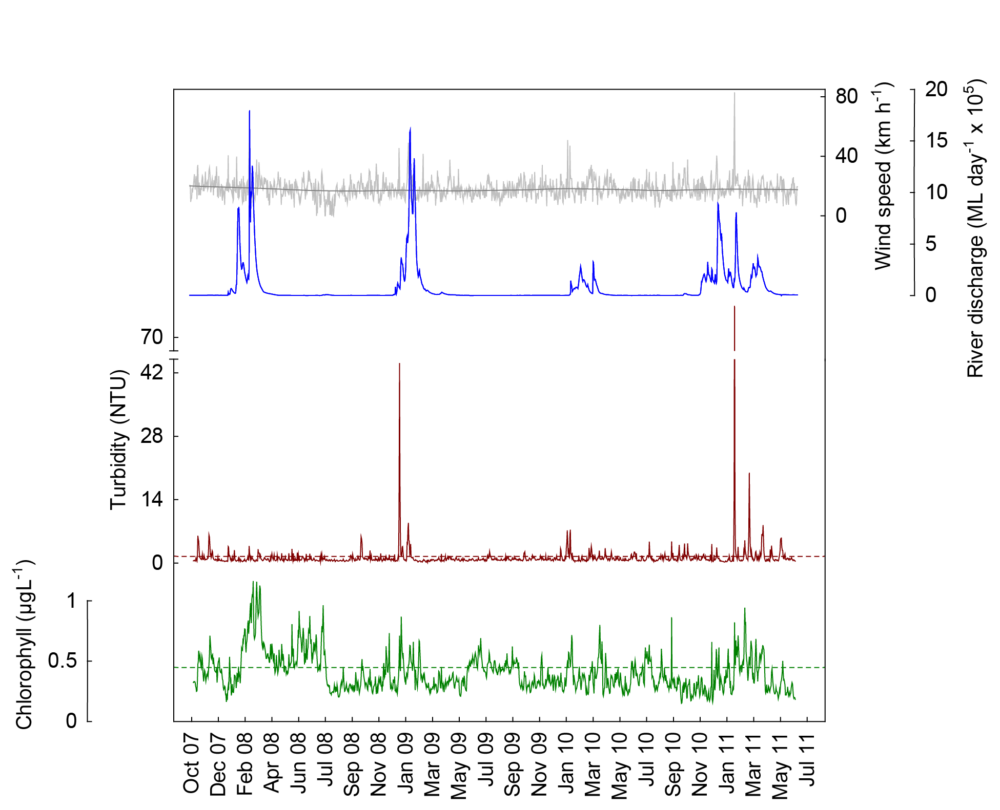 80
40
0
Wind speed (km h-1)
20
15
10
5
0
River discharge (ML day-1 x 105)
70
42
28
14
0
Turbidity (NTU)
1
0.5
0
Chlorophyll (µgL-1)
Oct 07
Dec 07
Feb 08
Apr 08
Jun 08
Jul 08
Sep 08
Nov 08
Jan 09
Mar 09
May 09
Jul 09
Sep 09
Nov 09
Jan 10
Mar 10
May 10
Jul 10
Sep 10
Nov 10
Jan 11
Mar 11
May 11
Jul 11